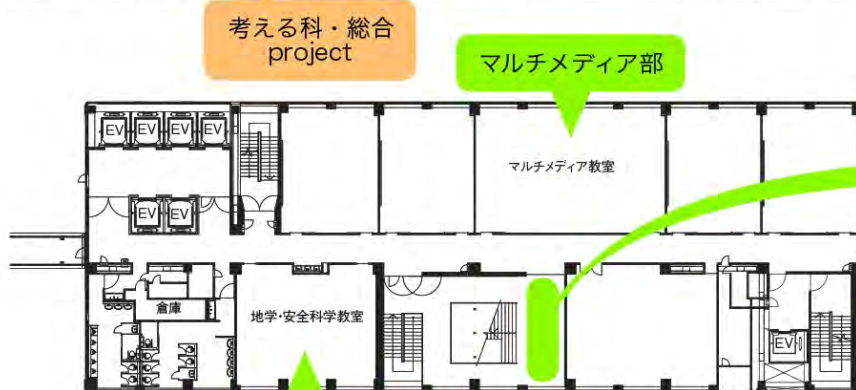 考える科・総合
project
マルチメディア部
EV
EV
EV
EV
マルチメディア教室
EV
EV
倉庫
地学・安全科学教室
EV